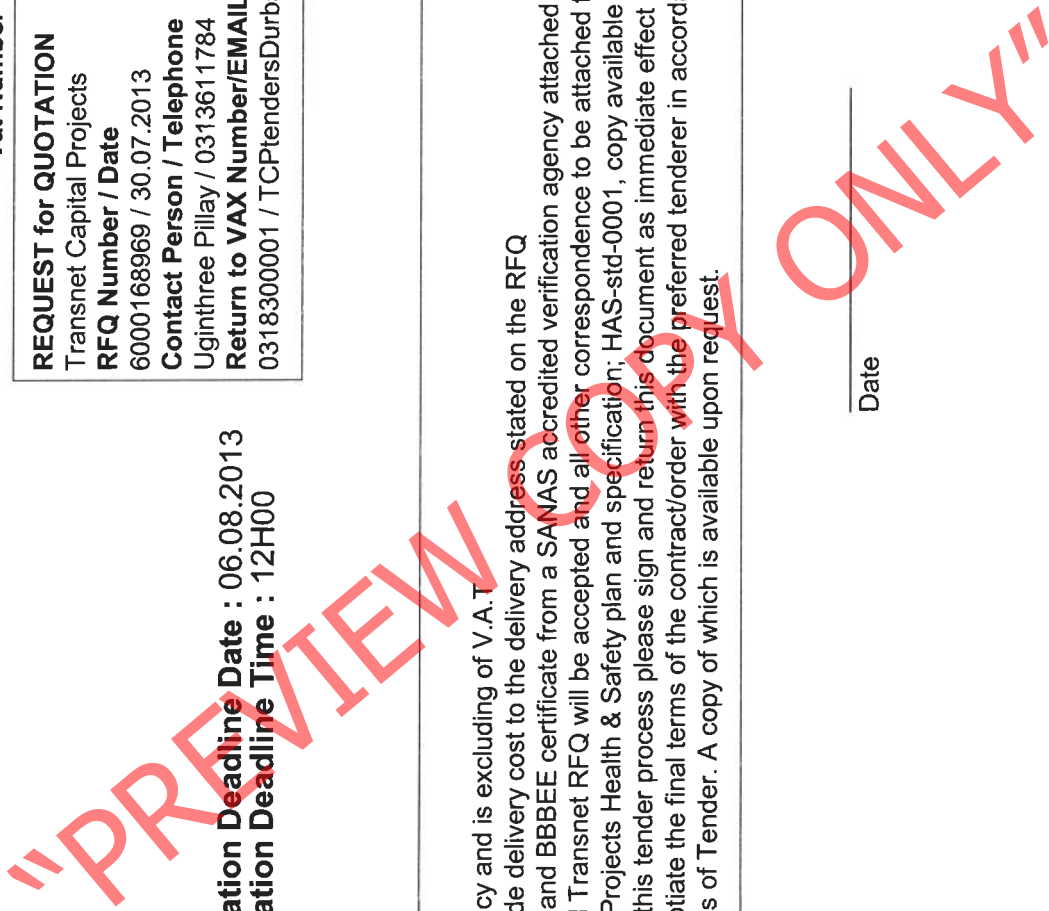 REQUEST for QUOTATION
Transnet Capital Projects
RFQ Number / Date
6000168969 / 30.07.2013
Contact Person / Telephone
Uginthree Pillay / 0313611784
Return to VAX Number/EMAIL
0318300001 / TCPtendersDurb
ation Deadline Date : 06.08.2013
ation Deadline Time : 12H00
cy and is excluding of V.A.T
de delivery cost to the delivery address stated on the RFQ
and BBBEE certificate from a SANAS accredited verification agency attached
Transnet RFQ will be accepted and all other correspondence to be attached
Projects Health & Safety plan and specification; HAS-std-0001, copy available
this tender process please sign and return this document as immediate effect
otiate the final terms of the contract/order with the preferred tenderer in accord
s of Tender. A copy of which is available upon request.
Date
"PREVIEW COPY ONLY"